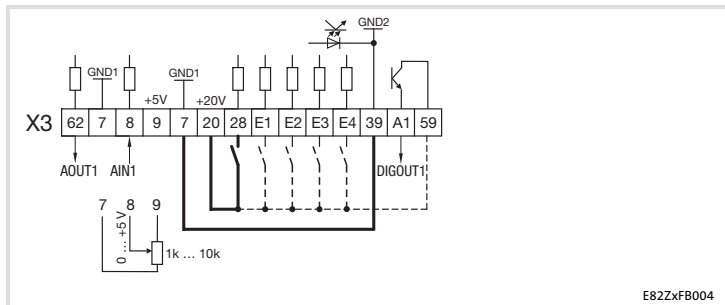 GND2
GND1
GND1
+5V
+20V
X3 62 7 8 9 7 20 28 E1 E2 E3 E4 39 A1 59
AOUT1 AIN1 DIGOUT1
7 8 9
0 ... +5 V
1k ... 10k
E82ZxFB004